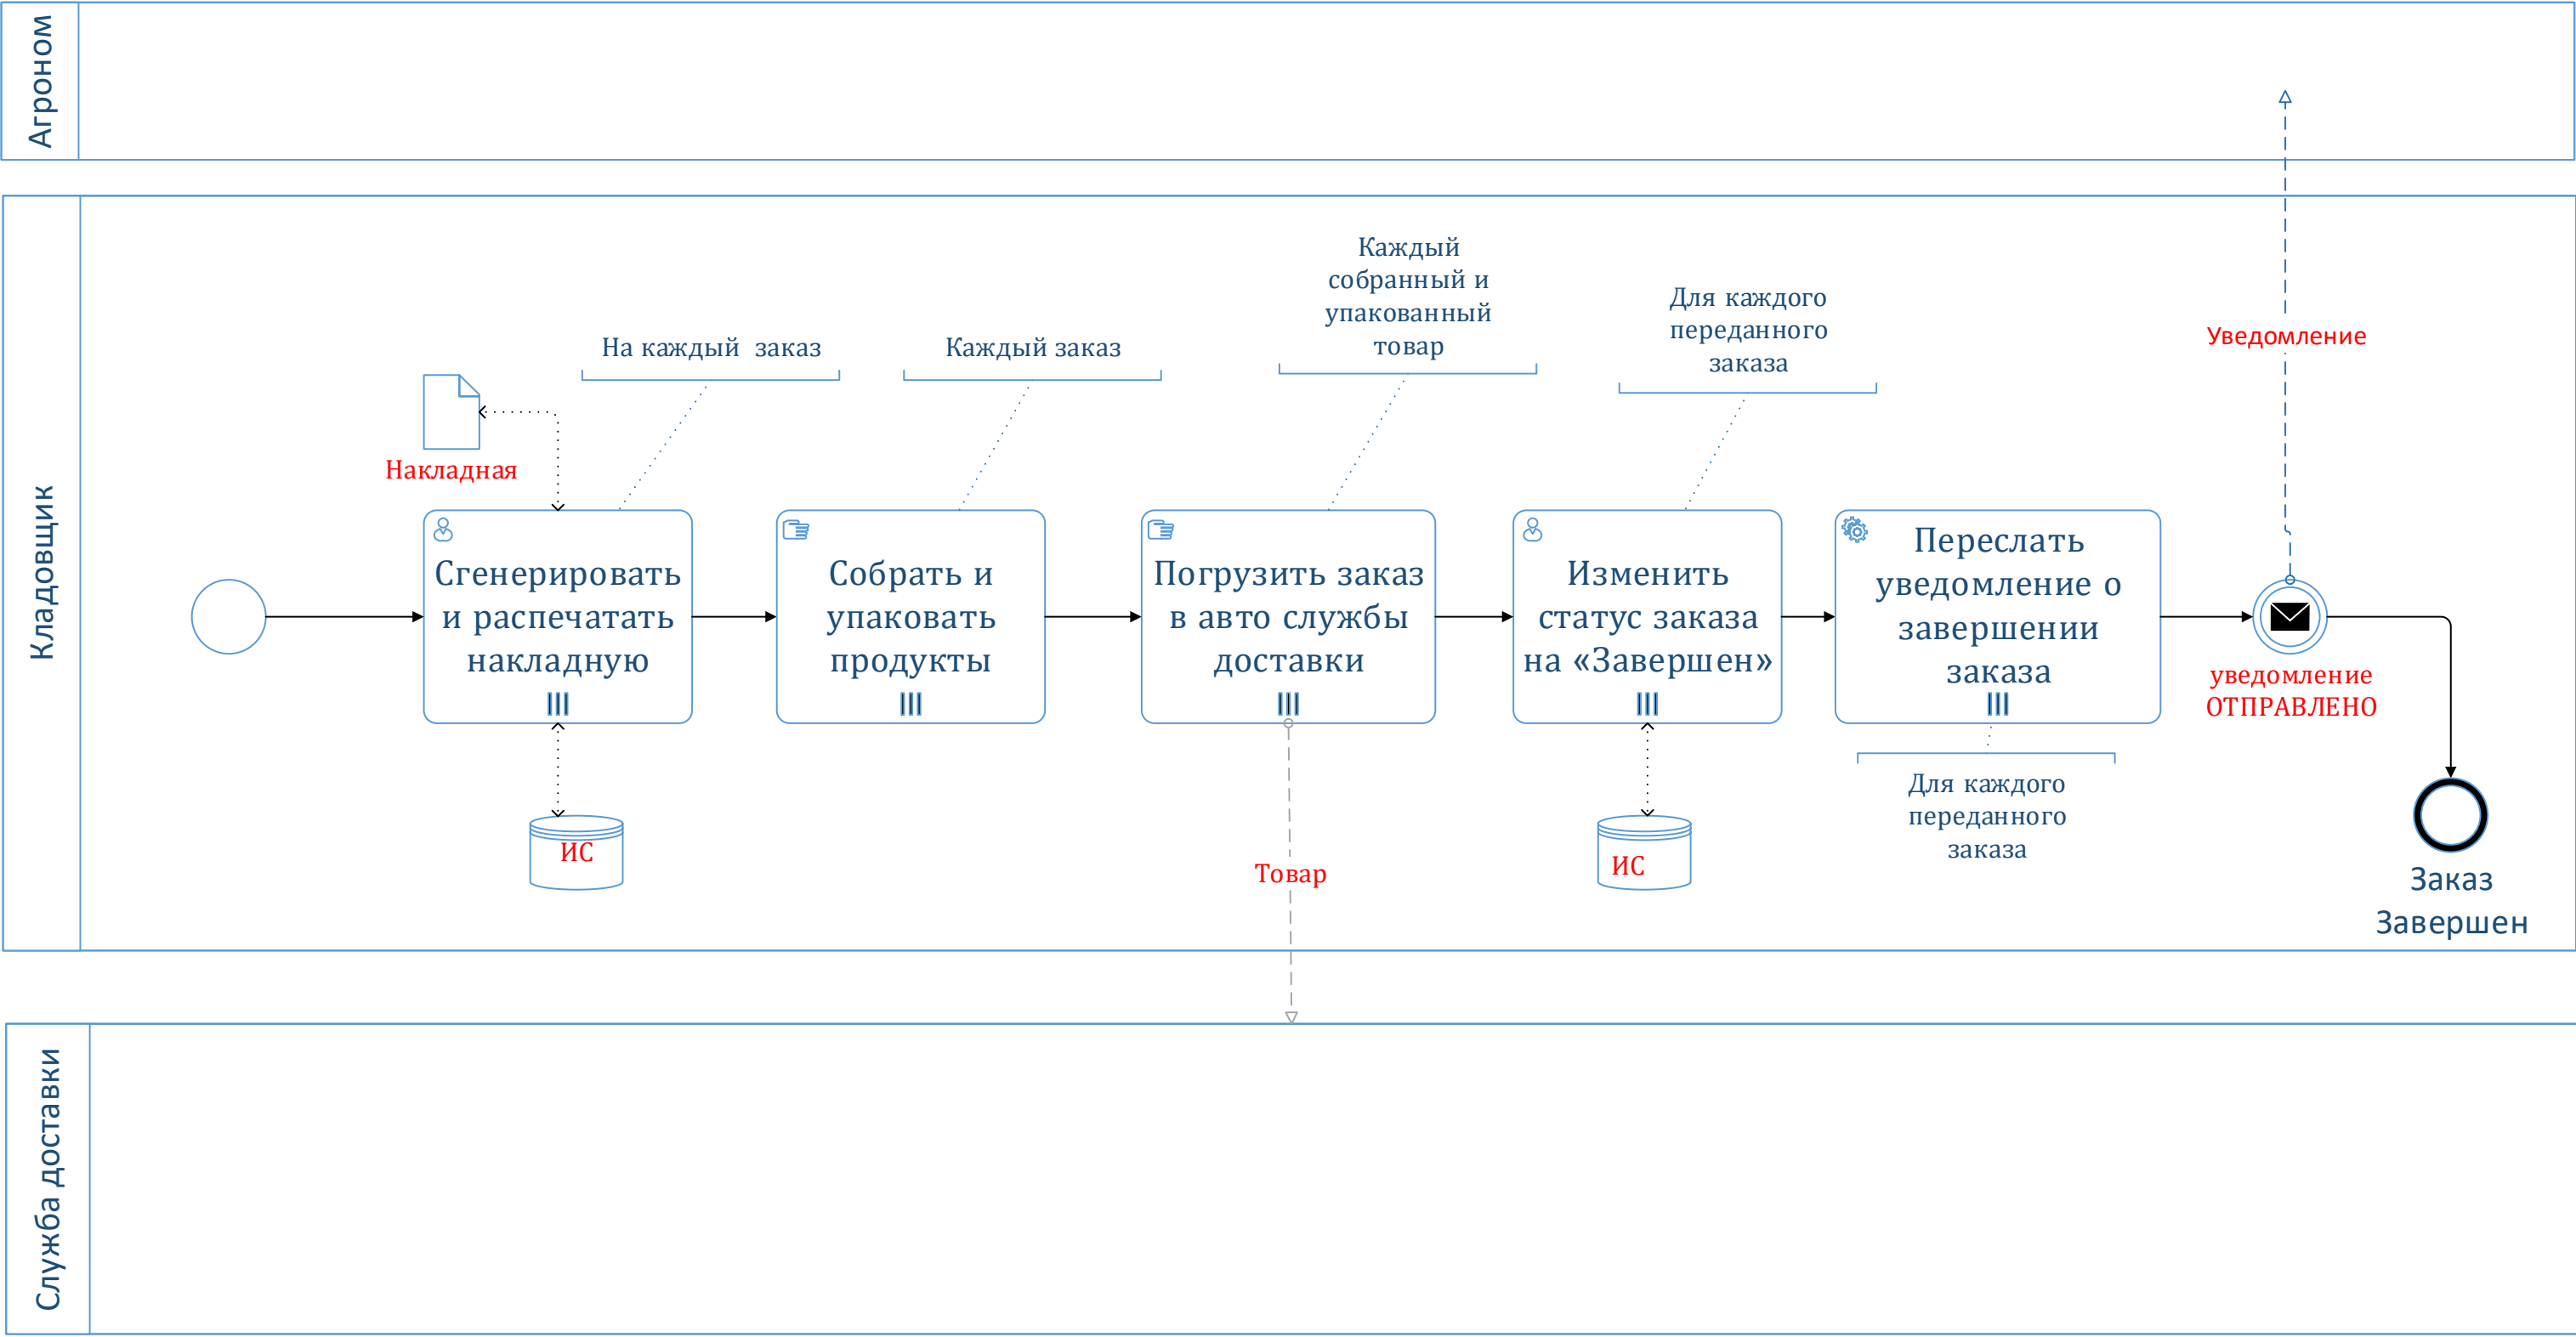 Агроном
Кладовщик
Каждый
собранный и
упакованный
товар
Для каждого
переданного
заказа
На каждый заказ
Каждый заказ
Уведомление
Накладная
Сгенерировать
и распечатать
накладную
Собрать и
упаковать
продукты
Погрузить заказ
в авто службы
доставки
Изменить
статус заказа
на «Завершен»
Переслать
уведомление о
завершении
заказа
уведомление
ОТПРАВЛЕНО
ИС
Товар
ИС
Для каждого
переданного
заказа
Заказ
Завершен
Служба доставки